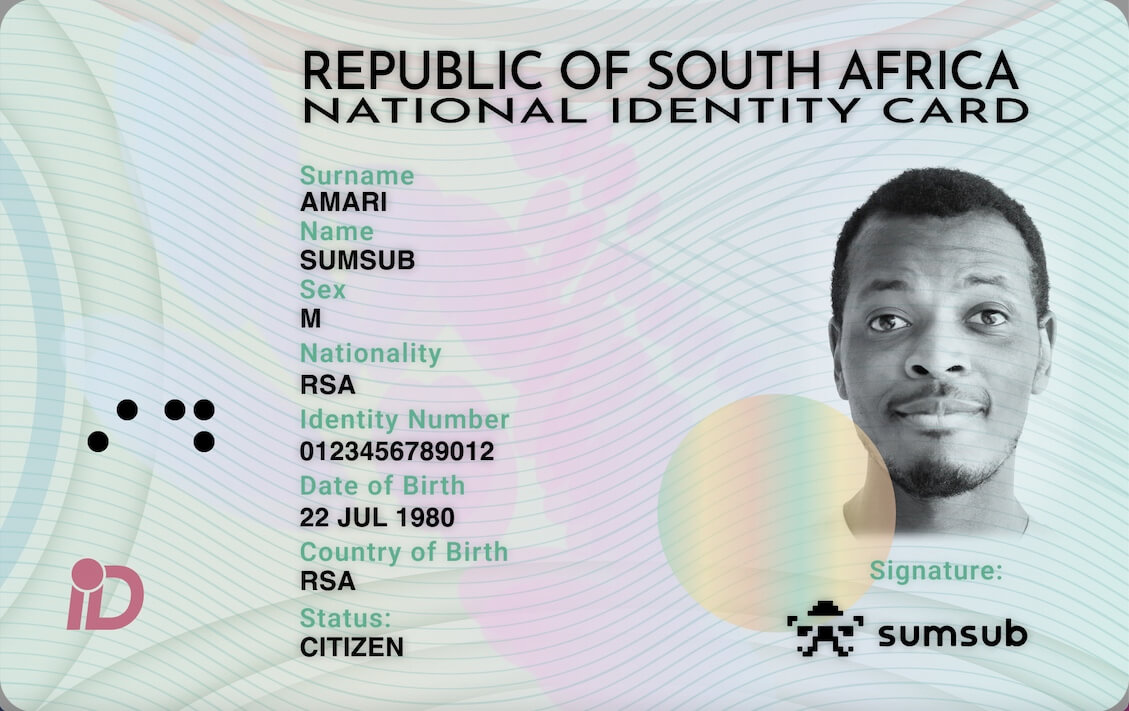 REPUBLIC OF SOUTH AFRICA
NATIONAL IDENTITY CARD
Surname
AMARI
Name
SUMSUB
Sex
M
Nationality
RSA
Identity Number
0123456789012
Date of Birth
22 JUL 1980
Country of Birth
RSA
Status:
CITIZEN
iD
Signature:
sumsub